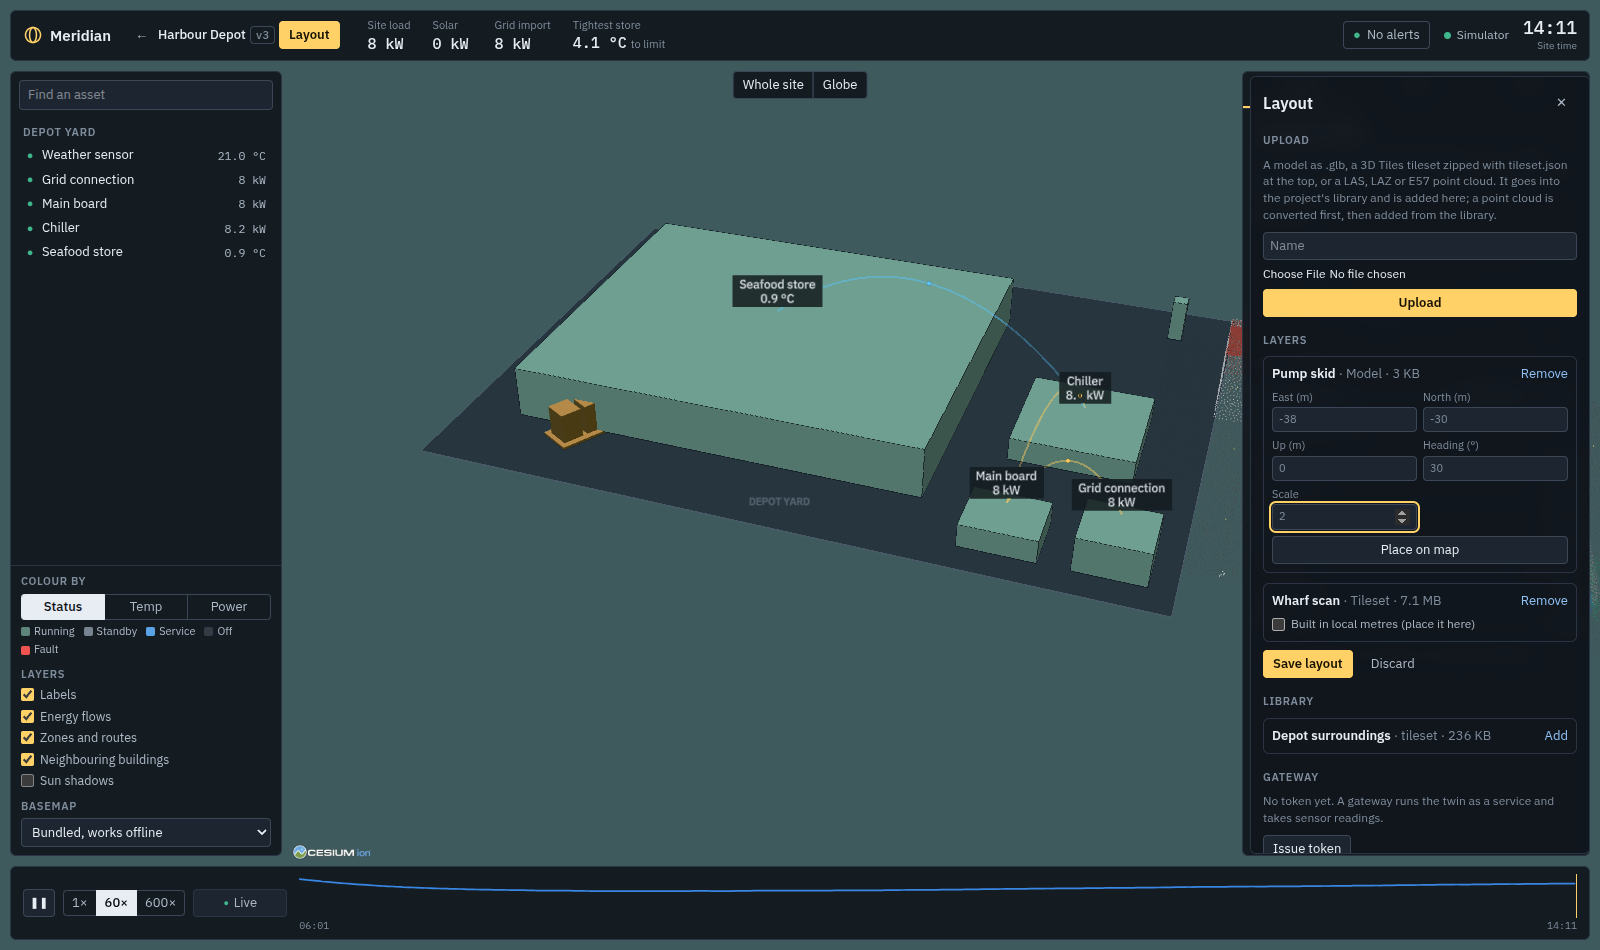 Meridian
← Harbour Depot v3 Layout
Site load
8 kW
Solar
0 kW
Grid import
8 kW
Tightest store
4.1 °C to limit
No alerts
Simulator
14:11
Site time
Find an asset
DEPOT YARD
Weather sensor 21.0 °C
Grid connection 8 kW
Main board 8 kW
Chiller 8.2 kW
Seafood store 0.9 °C
COLOUR BY
Status Temp Power
Running Standby Service Off
Fault
LAYERS
Labels
Energy flows
Zones and routes
Neighbouring buildings
Sun shadows
BASEMAP
Bundled, works offline
Whole site Globe
Seafood store
0.9 °C
Chiller
kW
Main board
8 kW
Grid connection
8 kW
DEPOT YARD
CESIUM ion
Layout ×
UPLOAD
A model as .glb, a 3D Tiles tileset zipped with tileset.json
at the top, or a LAS, LAZ or E57 point cloud. It goes into
the project's library and is added here; a point cloud is
converted first, then added from the library.
Name
Choose File No file chosen
Upload
LAYERS
Pump skid · Model · 3 KB Remove
East (m) North (m)
-38 -30
Up (m) Heading (°)
0 30
Scale
2
Place on map
Wharf scan · Tileset · 7.1 MB Remove
Built in local metres (place it here)
Save layout Discard
LIBRARY
Depot surroundings · tileset · 236 KB Add
GATEWAY
No token yet. A gateway runs the twin as a service and
takes sensor readings.
Issue token
1× 60× 600× Live
06:01 14:11